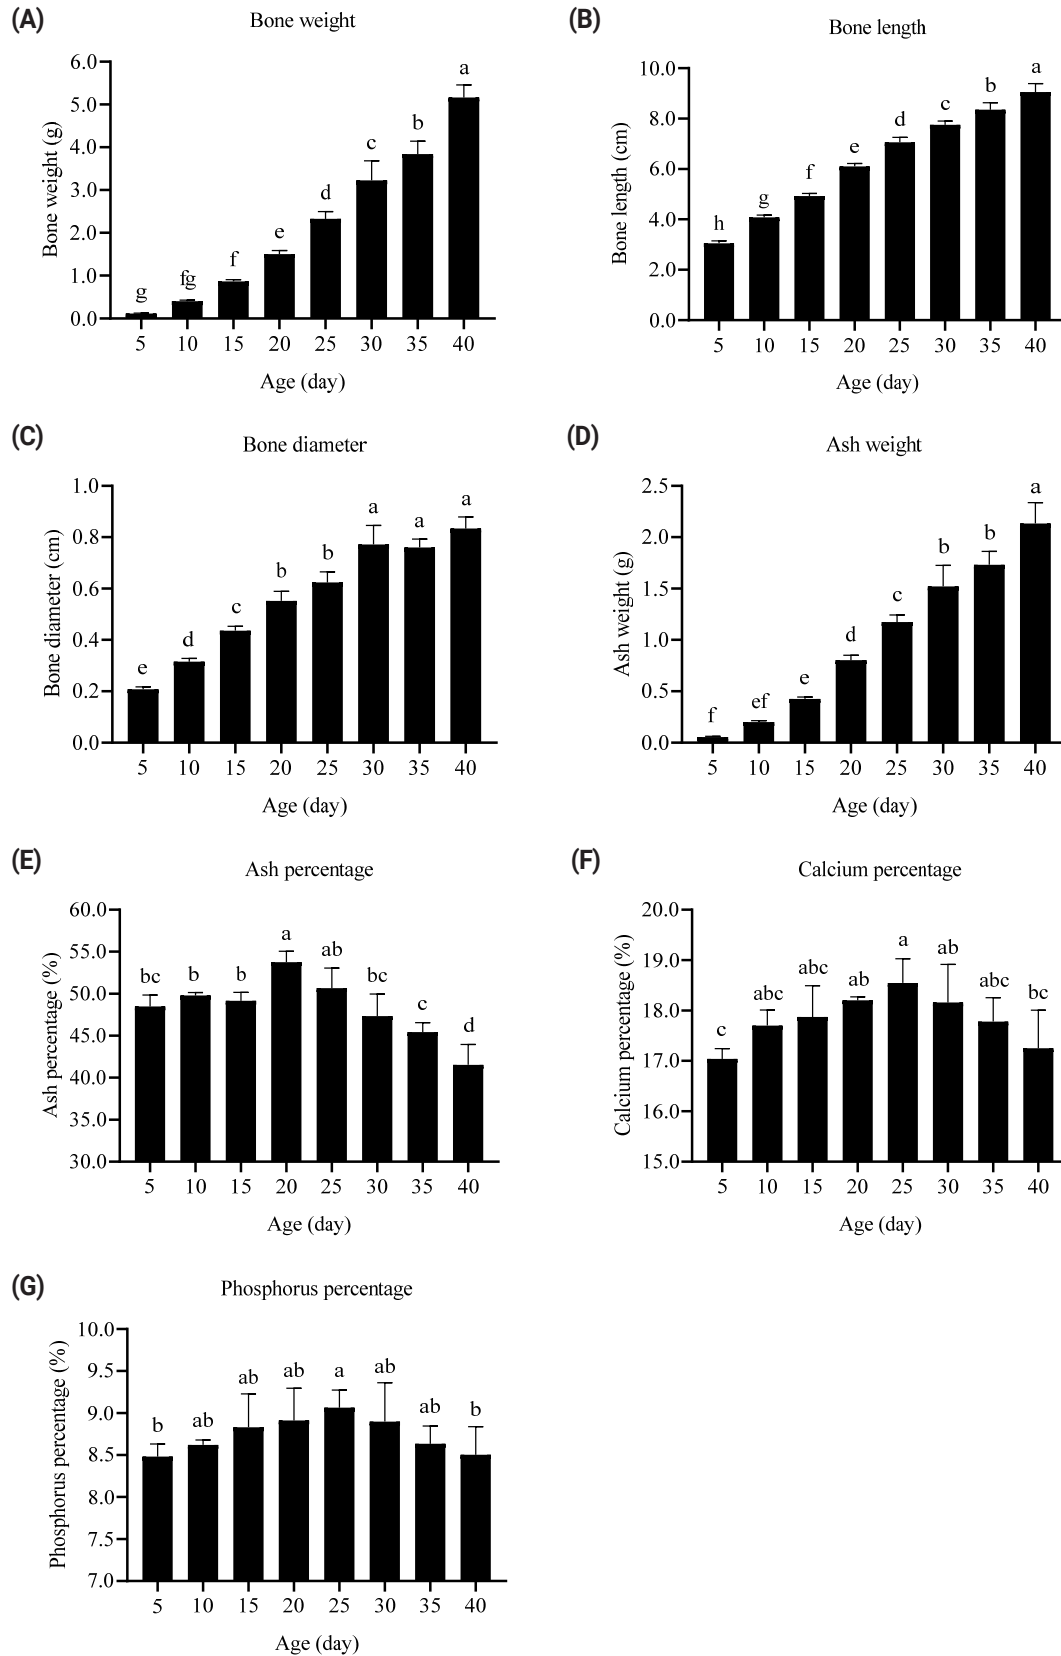 (A)
Bone weight
Bone weight (g)
6.0
5.0
4.0
3.0
2.0
1.0
0.0
g fg f e d c b a
5 10 15 20 25 30 35 40
Age (day)
(B)
Bone length
Bone length (cm)
10.0
8.0
6.0
4.0
2.0
0.0
h g f e d c b a
5 10 15 20 25 30 35 40
Age (day)
(C)
Bone diameter
Bone diameter (cm)
1.0
0.8
0.6
0.4
0.2
0.0
e d c b b a a a
5 10 15 20 25 30 35 40
Age (day)
(D)
Ash weight
Ash weight (g)
2.5
2.0
1.5
1.0
0.5
0.0
f ef e d c b b a
5 10 15 20 25 30 35 40
Age (day)
(E)
Ash percentage
Ash percentage (%)
60.0
55.0
50.0
45.0
40.0
35.0
30.0
bc b b a ab bc c d
5 10 15 20 25 30 35 40
Age (day)
(F)
Calcium percentage
Calcium percentage (%)
20.0
19.0
18.0
17.0
16.0
15.0
c abc abc ab a ab abc bc
5 10 15 20 25 30 35 40
Age (day)
(G)
Phosphorus percentage
Phosphorus percentage (%)
10.0
9.5
9.0
8.5
8.0
7.5
7.0
b ab ab ab a ab ab b
5 10 15 20 25 30 35 40
Age (day)